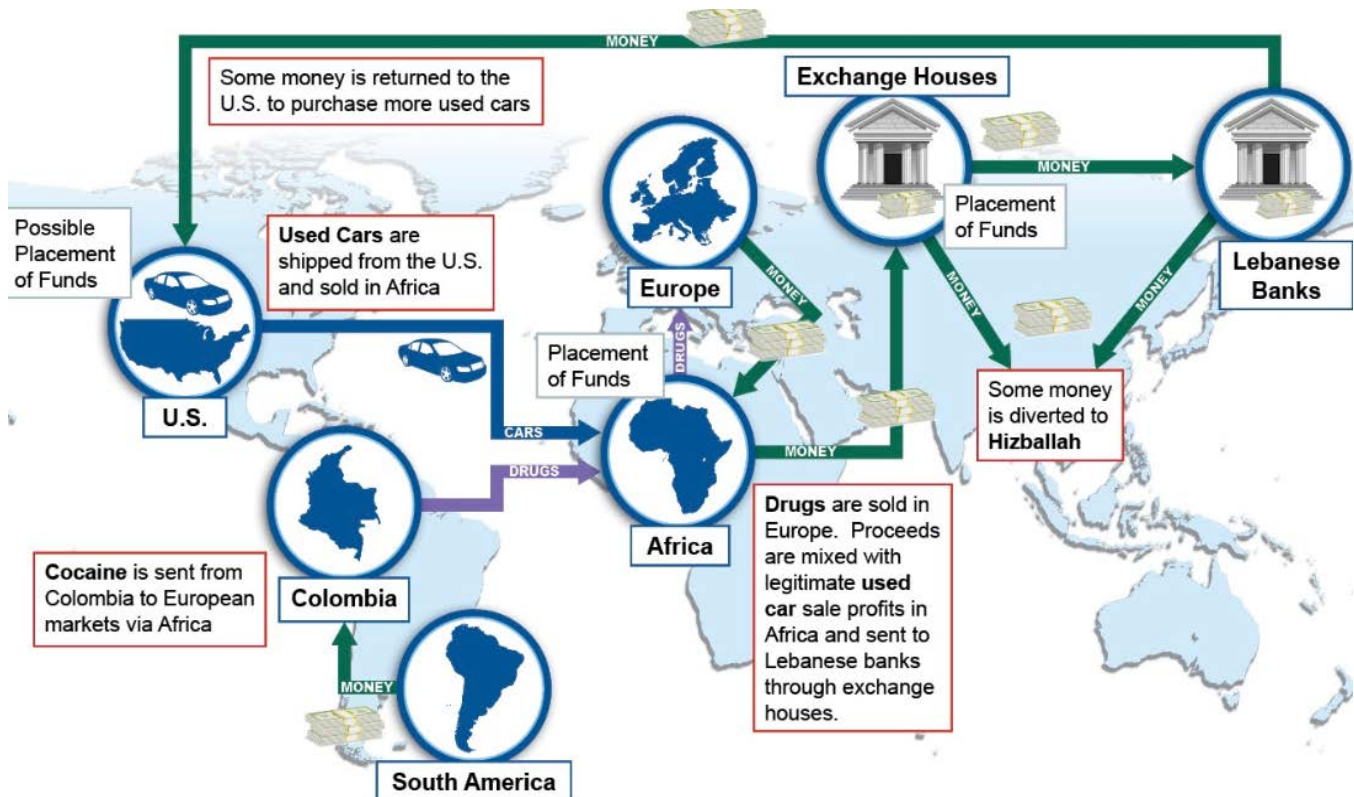 MONEY
Some money is returned to the
U.S. to purchase more used cars
Exchange Houses
MONEY
Possible
Placement
of Funds
Used Cars are
shipped from the U.S.
and sold in Africa
Placement
of Funds
Europe
MONEY
MONEY
MONEY
Lebanese
Banks
DRUGS
Placement
of Funds
U.S.
CARS
Some money
is diverted to
Hizballah
DRUGS
MONEY
Africa
Drugs are sold in
Europe. Proceeds
are mixed with
legitimate used
car sale profits in
Africa and sent to
Lebanese banks
through exchange
houses.
Cocaine is sent from
Colombia to European
markets via Africa
Colombia
MONEY
South America